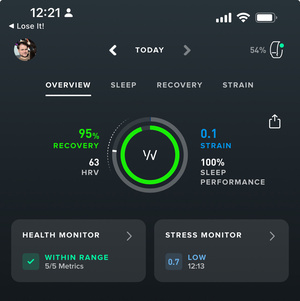 12:21
Lose It!
TODAY
54%
OVERVIEW
SLEEP
RECOVERY
STRAIN
95%
RECOVERY
63
HRV
0.1
STRAIN
100%
SLEEP
PERFORMANCE
HEALTH MONITOR
WITHIN RANGE
5/5 Metrics
STRESS MONITOR
0.7
LOW
12:13